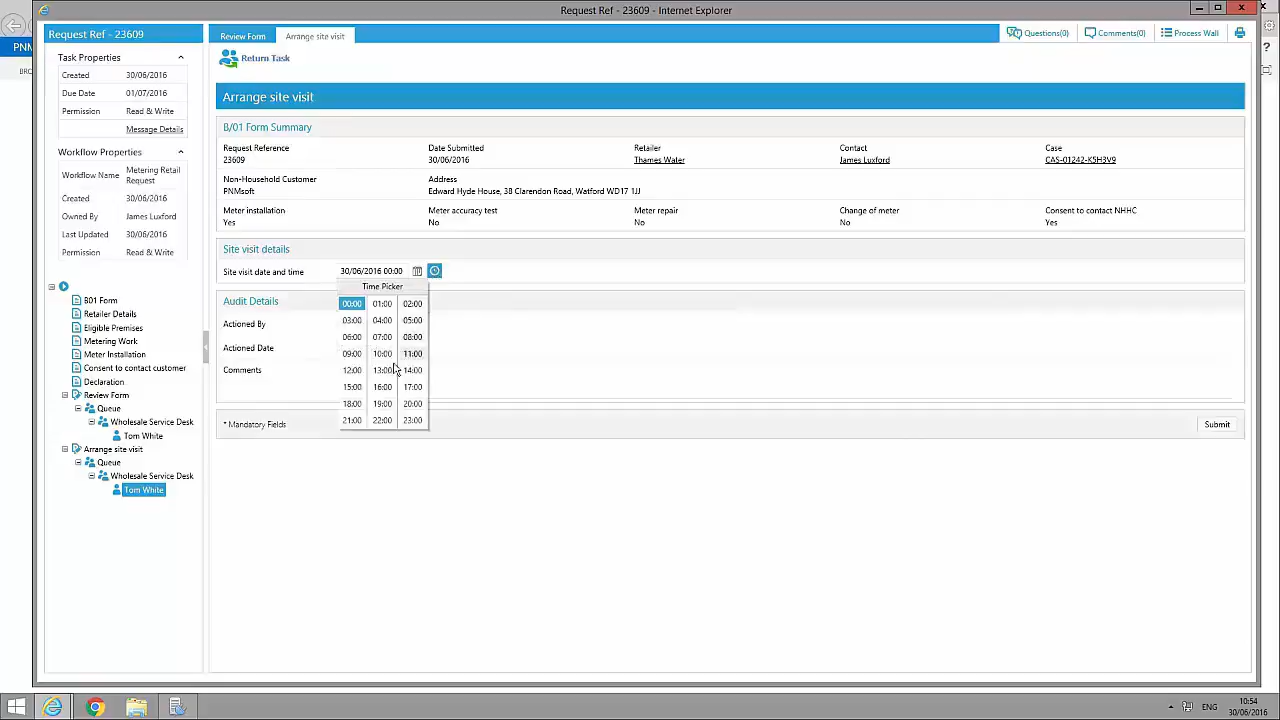 Request Ref - 23609 - Internet Explorer
PNM
BRO
Request Ref - 23609
Task Properties
Created 30/06/2016
Due Date 01/07/2016
Permission Read & Write
Message Details
Workflow Properties
Workflow Name Metering Retail Request
Created 30/06/2016
Owned By James Luxford
Last Updated 30/06/2016
Permission Read & Write
B01 Form
Retailer Details
Eligible Premises
Metering Work
Meter Installation
Consent to contact customer
Declaration
Review Form
Queue
Wholesale Service Desk
Tom White
Arrange site visit
Queue
Wholesale Service Desk
Tom White
Review Form Arrange site visit Questions(0) Comments(0) Process Wall
Return Task
Arrange site visit
B/01 Form Summary
Request Reference Date Submitted Retailer Contact Case
23609 30/06/2016 Thames Water James Luxford CAS-01242-K5H3V9
Non-Household Customer Address
PNMsoft Edward Hyde House, 38 Clarendon Road, Watford WD17 1JJ
Meter installation Meter accuracy test Meter repair Change of meter Consent to contact NHHC
Yes No No No Yes
Site visit details
Site visit date and time 30/06/2016 00:00
Time Picker
00:00 01:00 02:00
03:00 04:00 05:00
06:00 07:00 08:00
09:00 10:00 11:00
12:00 13:00 14:00
15:00 16:00 17:00
18:00 19:00 20:00
21:00 22:00 23:00
Audit Details
Actioned By
Actioned Date
Comments
* Mandatory Fields Submit
ENG
10:54
30/06/2016